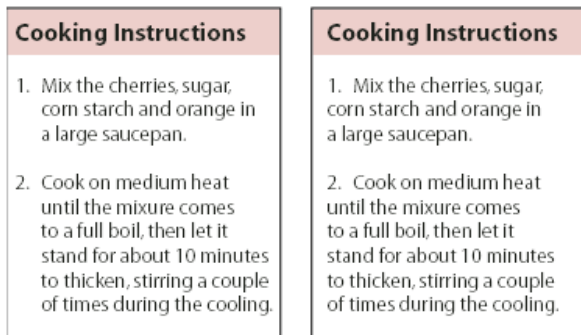 Cooking Instructions
1. Mix the cherries, sugar,
corn starch and orange in
a large saucepan.
2. Cook on medium heat
until the mixure comes
to a full boil, then let it
stand for about 10 minutes
to thicken, stirring a couple
of times during the cooling.
Cooking Instructions
1. Mix the cherries, sugar,
corn starch and orange in
a large saucepan.
2. Cook on medium heat
until the mixure comes
to a full boil, then let it
stand for about 10 minutes
to thicken, stirring a couple
of times during the cooling.